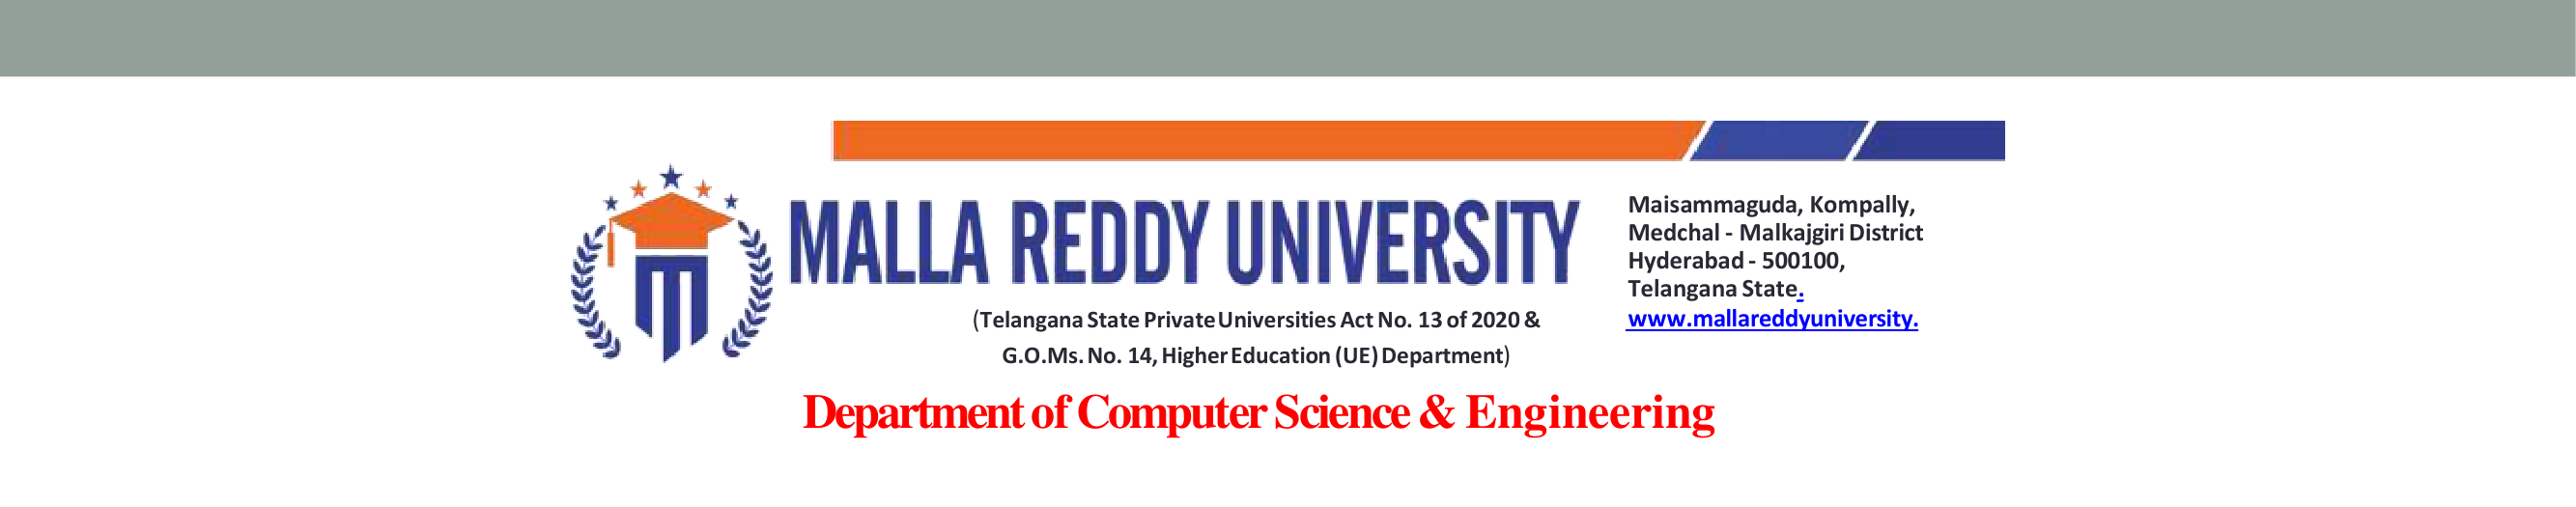 MALLA REDDY UNIVERSITY
(Telangana State Private Universities Act No. 13 of 2020 &
G.O.Ms. No. 14, Higher Education (UE) Department)
Maisammaguda, Kompally,
Medchal - Malkajgiri District
Hyderabad - 500100,
Telangana State.
www.mallareddyuniversity.
Department of Computer Science & Engineering